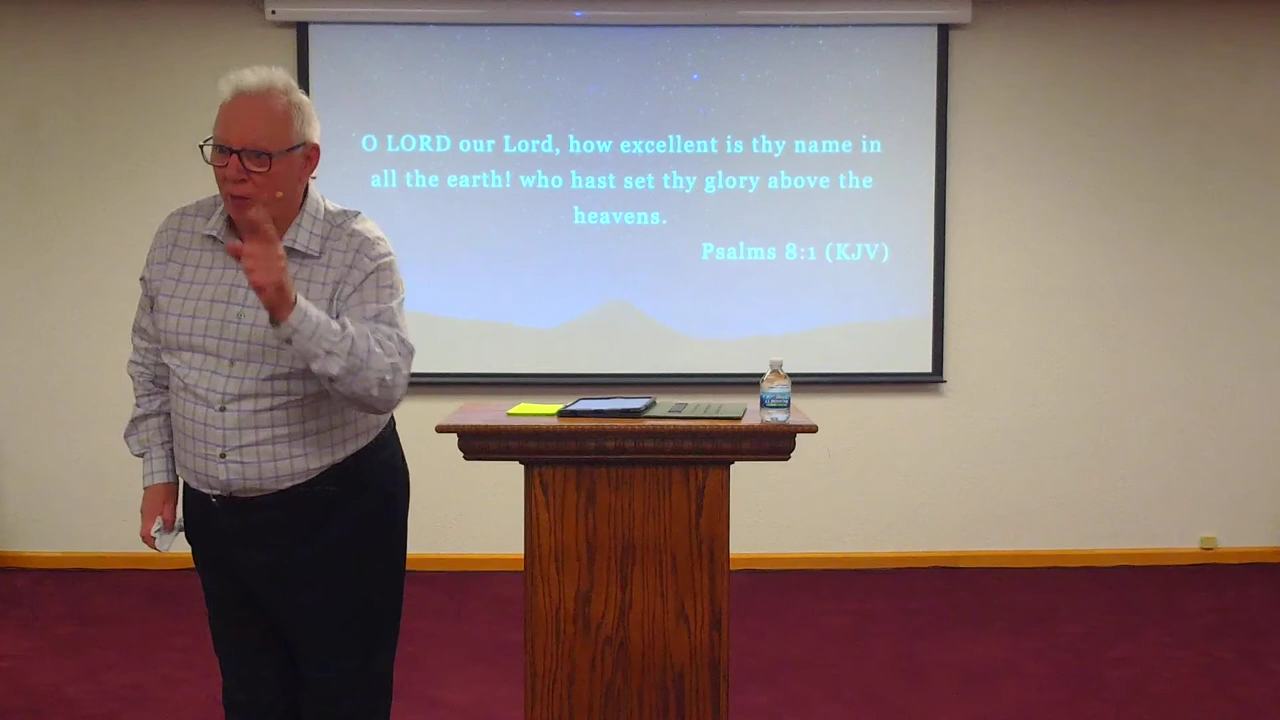 O LORD our Lord, how excellent is thy name in
all the earth! who hast set thy glory above the
heavens.
Psalms 8:1 (KJV)